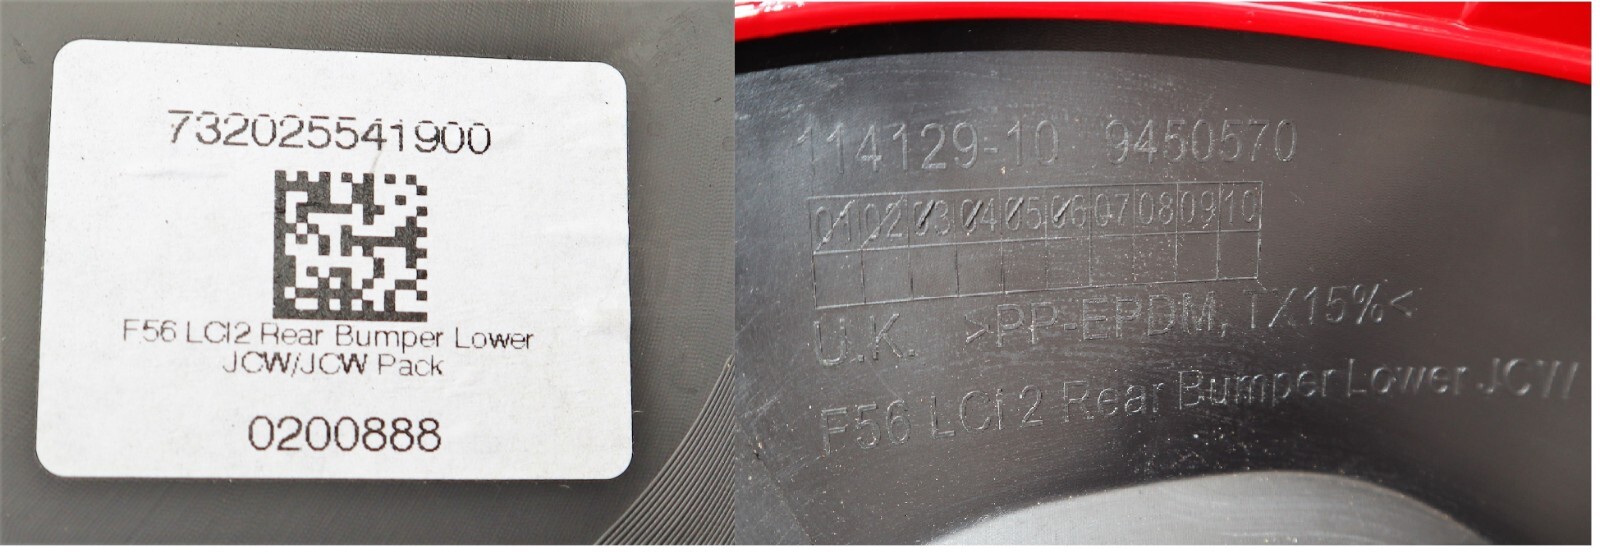 732025541900
F56 LCI2 Rear Bumper Lower
JCW/JCW Pack
0200888
114129-10 9450570
01 02 03 04 05 06 07 08 09 10
U.K. >PP-EPDM, TX15%<
F56 LCI 2 Rear Bumper Lower JCW